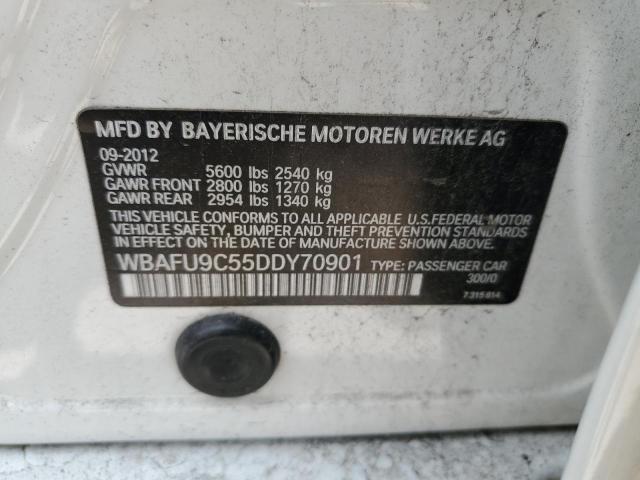 MFD BY BAYERISCHE MOTOREN WERKE AG
09-2012
GVWR 5600 lbs 2540 kg
GAWR FRONT 2800 lbs 1270 kg
GAWR REAR 2954 lbs 1340 kg
THIS VEHICLE CONFORMS TO ALL APPLICABLE U.S.FEDERAL MOTOR
VEHICLE SAFETY, BUMPER AND THEFT PREVENTION STANDARDS
IN EFFECT ON THE DATE OF MANUFACTURE SHOWN ABOVE.
WBAFU9C55DDY70901 TYPE: PASSENGER CAR
300/0
7 315 814